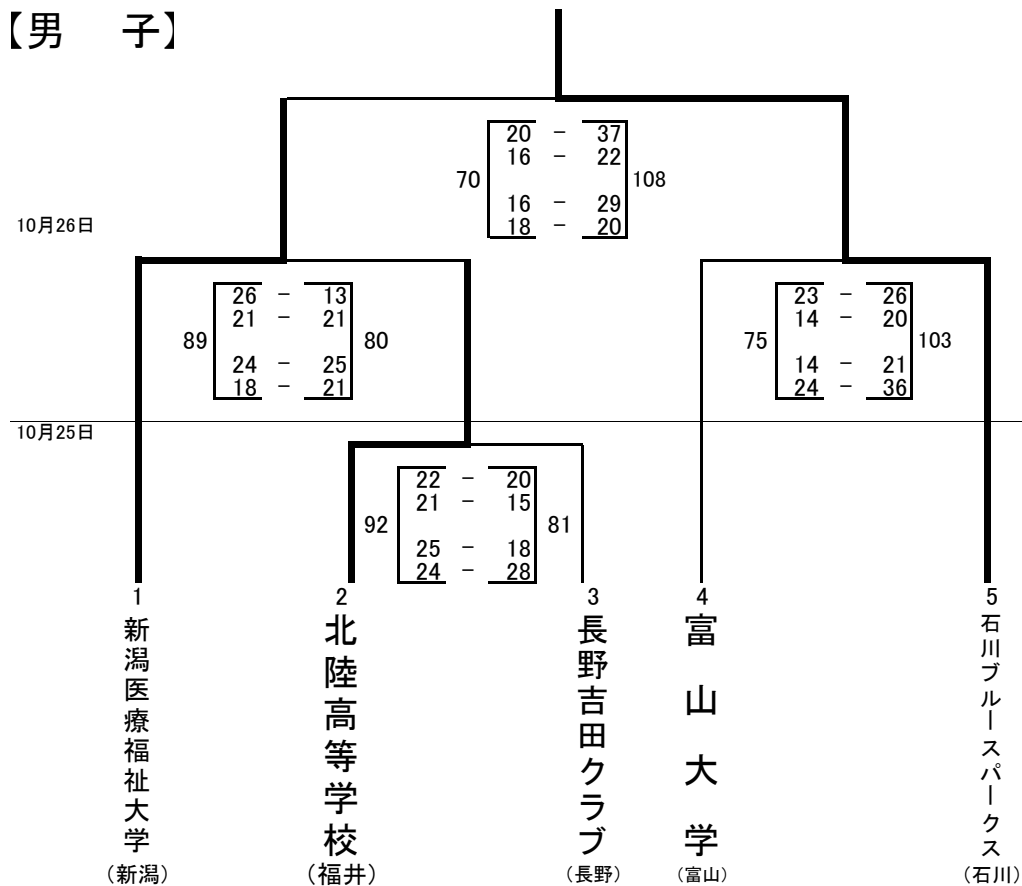 【男 子】
20 - 37
16 - 22
70 108
16 - 29
18 - 20
10月26日
26 - 13
21 - 21
89 80
24 - 25
18 - 21
23 - 26
14 - 20
75 103
14 - 21
24 - 36
10月25日
22 - 20
21 - 15
92 81
25 - 18
24 - 28
1
新潟医療福祉大学
(新潟)
2
北陸高等学校
(福井)
3
長野吉田クラブ
(長野)
4
富山大学
(富山)
5
石川ブルースパークス
(石川)